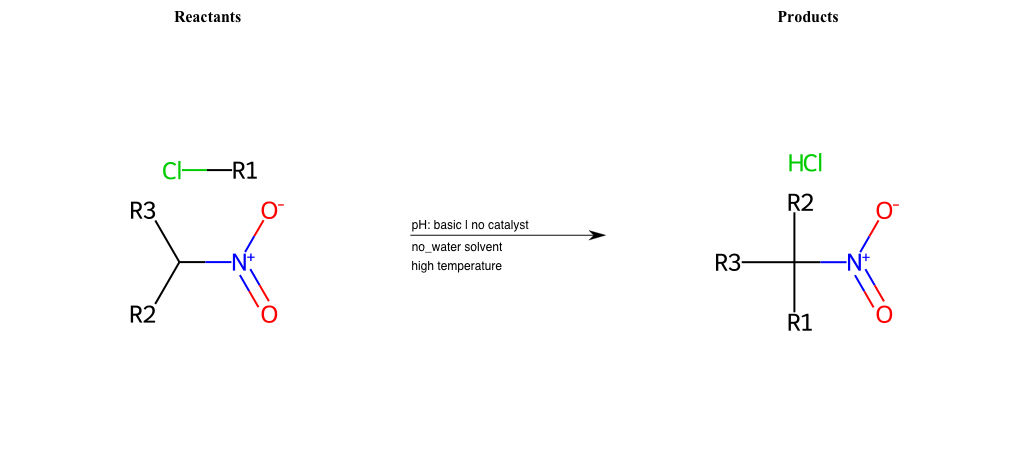 Reactants
Products
Cl R1
R3 O-
N+
R2 O
pH: basic | no catalyst
no_water solvent
high temperature
HCl
R2 O-
R3 N+
R1 O